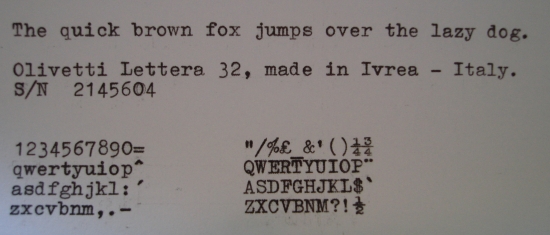 The quick brown fox jumps over the lazy dog.
Olivetti Lettera 32, made in Ivrea - Italy.
S/N 2145604
1234567890= "/%£ &'()¼¾
qwertyuiop^ QWERTYUIOP¨
asdfghjkl:´ ASDFGHJKL$`
zxcvbnm,.- ZXCVBNM?!½